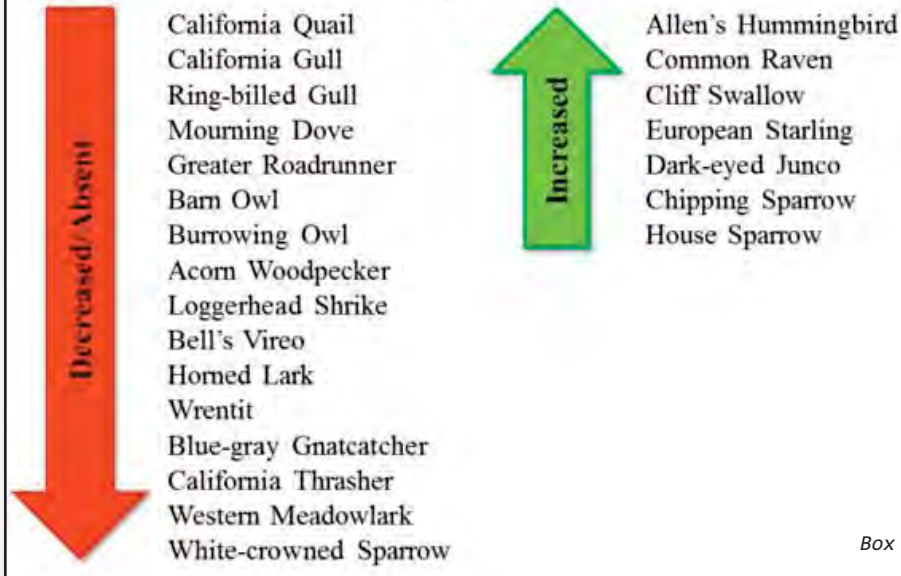 Decreased/Absent
California Quail
California Gull
Ring-billed Gull
Mourning Dove
Greater Roadrunner
Barn Owl
Burrowing Owl
Acorn Woodpecker
Loggerhead Shrike
Bell's Vireo
Horned Lark
Wrentit
Blue-gray Gnatcatcher
California Thrasher
Western Meadowlark
White-crowned Sparrow
Increased
Allen's Hummingbird
Common Raven
Cliff Swallow
European Starling
Dark-eyed Junco
Chipping Sparrow
House Sparrow
Box